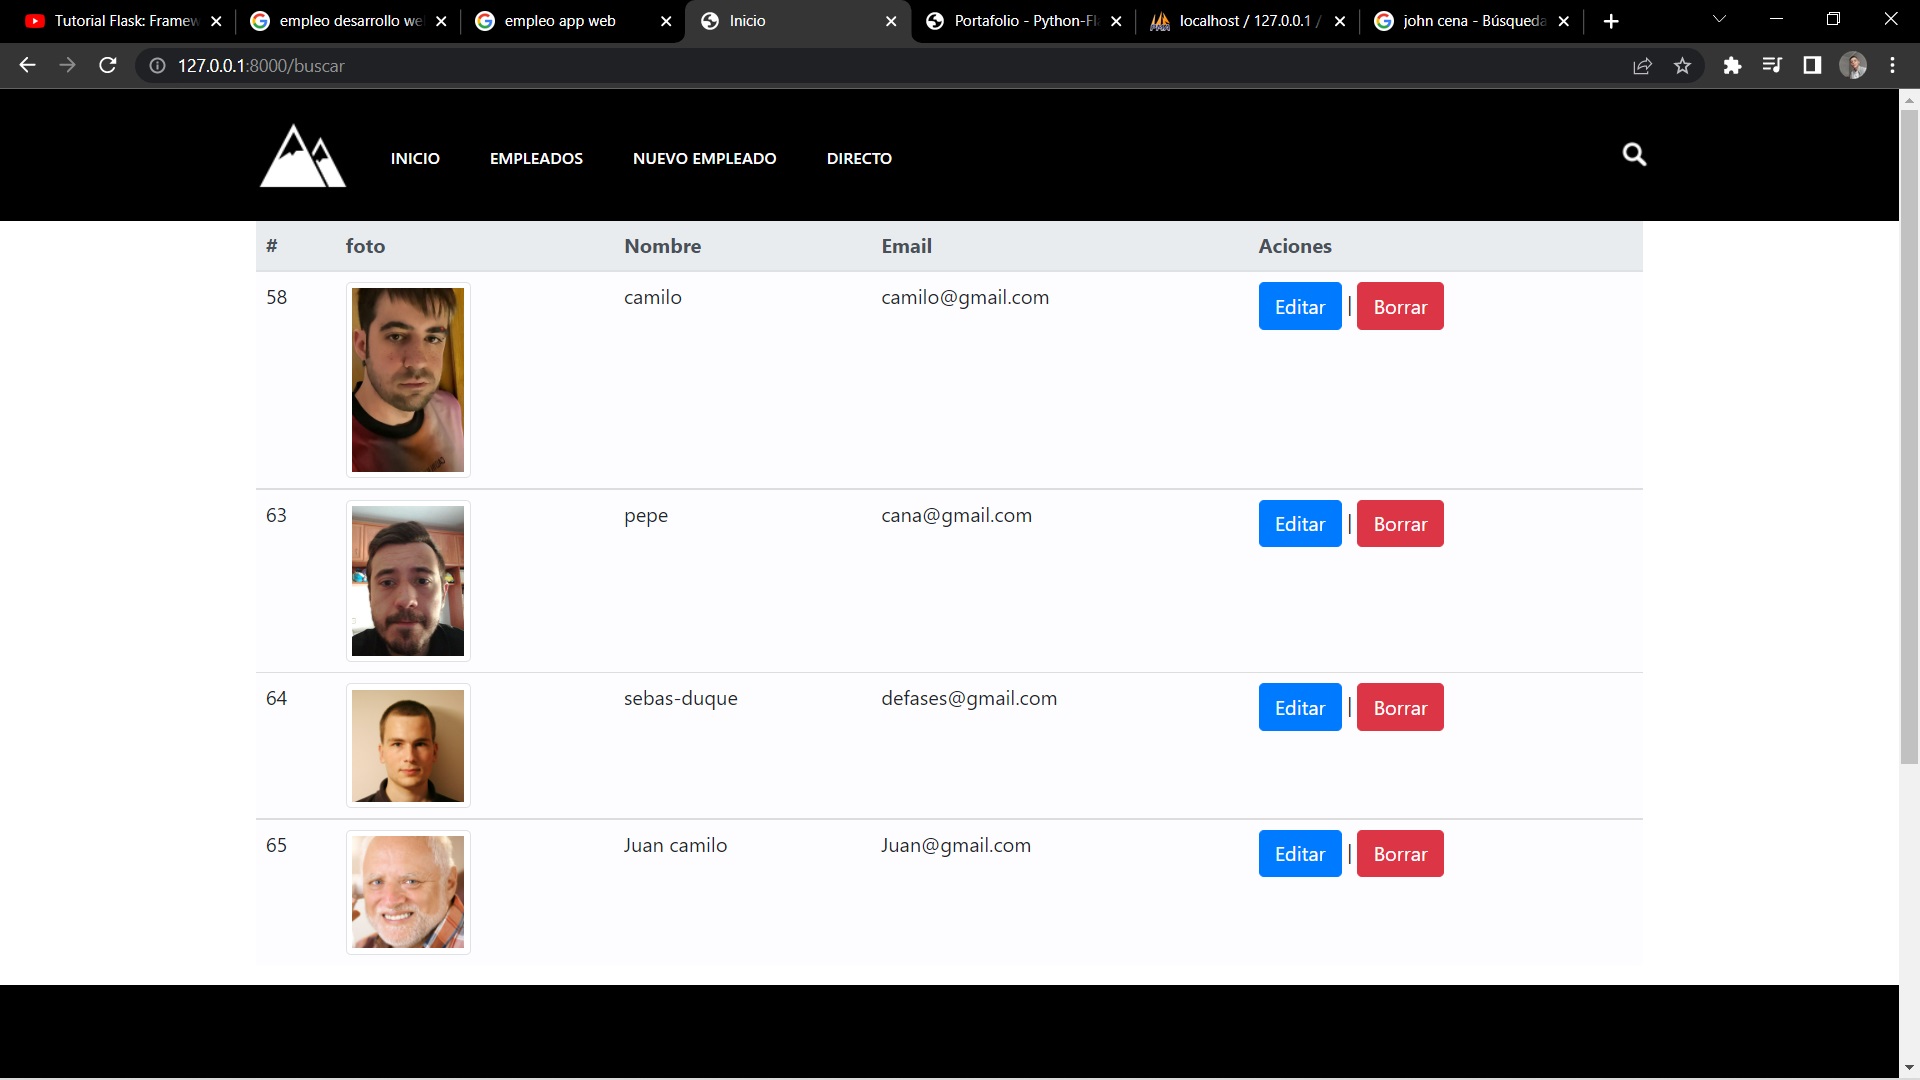 Tutorial Flask: Framew
empleo desarrollo we
empleo app web
Inicio
Portafolio - Python-Fl
localhost / 127.0.0.1 /
john cena - Búsqueda
127.0.0.1:8000/buscar
INICIO EMPLEADOS NUEVO EMPLEADO DIRECTO
# foto Nombre Email Aciones
58 camilo camilo@gmail.com Editar | Borrar
63 pepe cana@gmail.com Editar | Borrar
64 sebas-duque defases@gmail.com Editar | Borrar
65 Juan camilo Juan@gmail.com Editar | Borrar